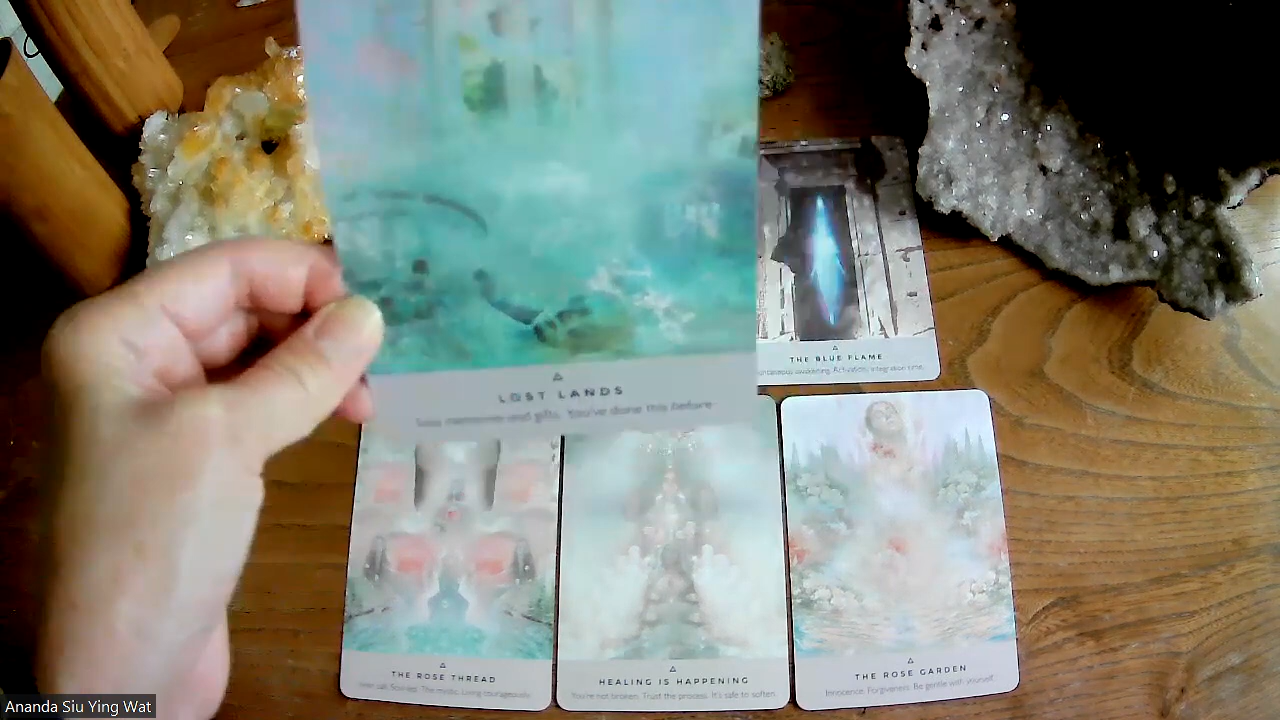 THE BLUE FLAME
Activation. Integration time.
LOST LANDS
and gifts. You've done this before.
THE ROSE THREAD
The mystic. Living courageously.
HEALING IS HAPPENING
You're not broken. Trust the process. It's safe to soften.
THE ROSE GARDEN
Innocence. Forgiveness. Be gentle with yourself.
Ananda Siu Ying Wat